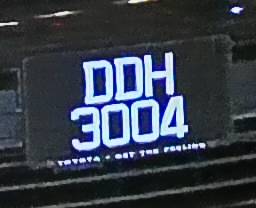 DDH
3004
TOYOTA • GET THE FEELING